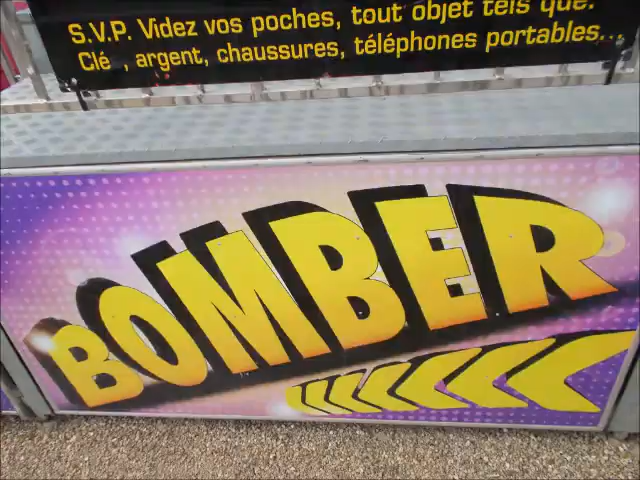 S.V.P. Videz vos poches, tout objet tels que:
Clé , argent, chaussures, téléphones portables...
BOMBER